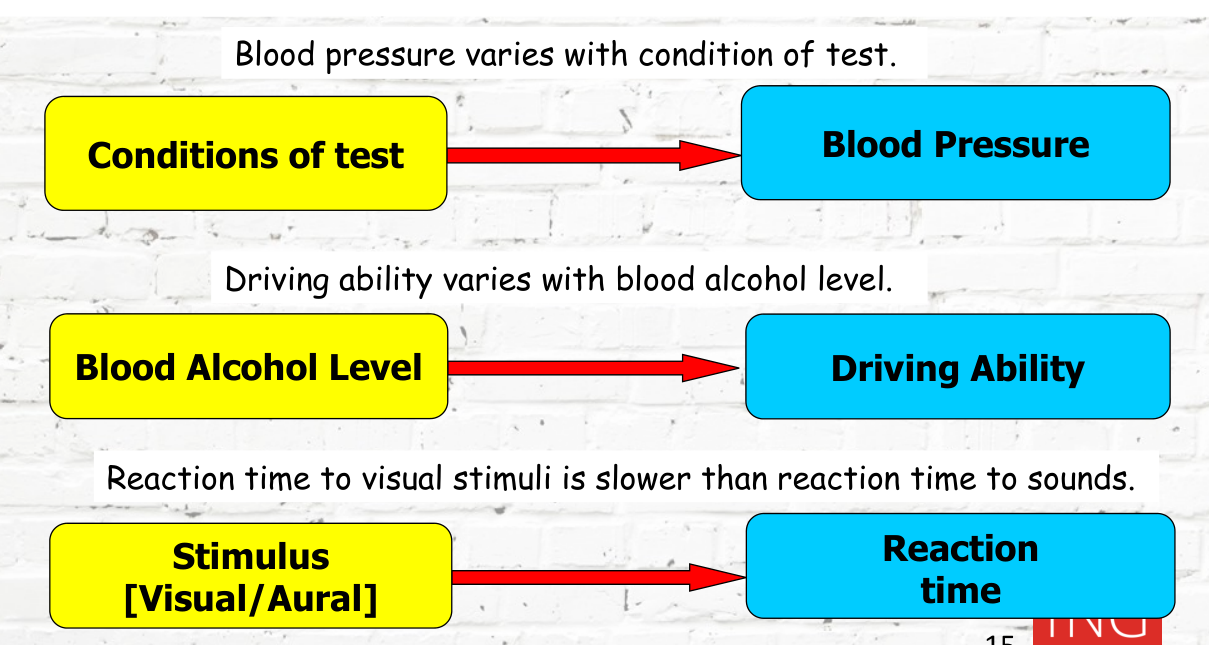 Blood pressure varies with condition of test.
Conditions of test
Blood Pressure
Driving ability varies with blood alcohol level.
Blood Alcohol Level
Driving Ability
Reaction time to visual stimuli is slower than reaction time to sounds.
Stimulus
[Visual/Aural]
Reaction
time
15
ING